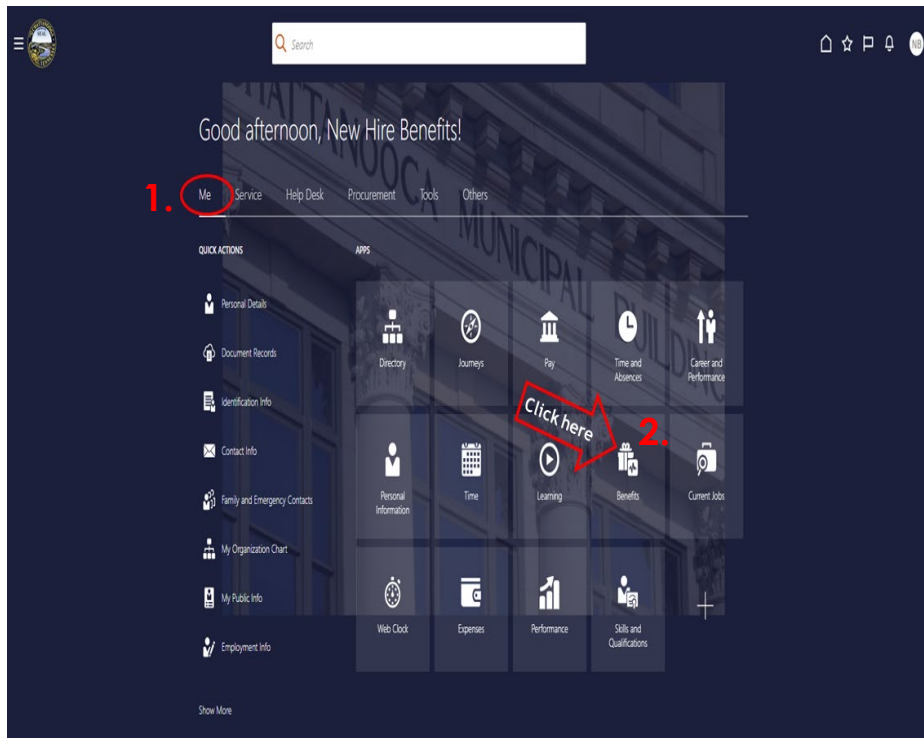 Search
NB
Good afternoon, New Hire Benefits!
1.
Me Service Help Desk Procurement Tools Others
QUICK ACTIONS
Personal Details
Document Records
Identification Info
Contact Info
Family and Emergency Contacts
My Organization Chart
My Public Info
Employment Info
Show More
APPS
Directory
Journeys
Pay
Time and
Absences
Career and
Performance
Click here
2.
Personal
Information
Time
Learning
Benefits
Current Jobs
Web Clock
Expenses
Performance
Skills and
Qualifications
CHATTANOOGA
MUNICIPAL
BUILDING